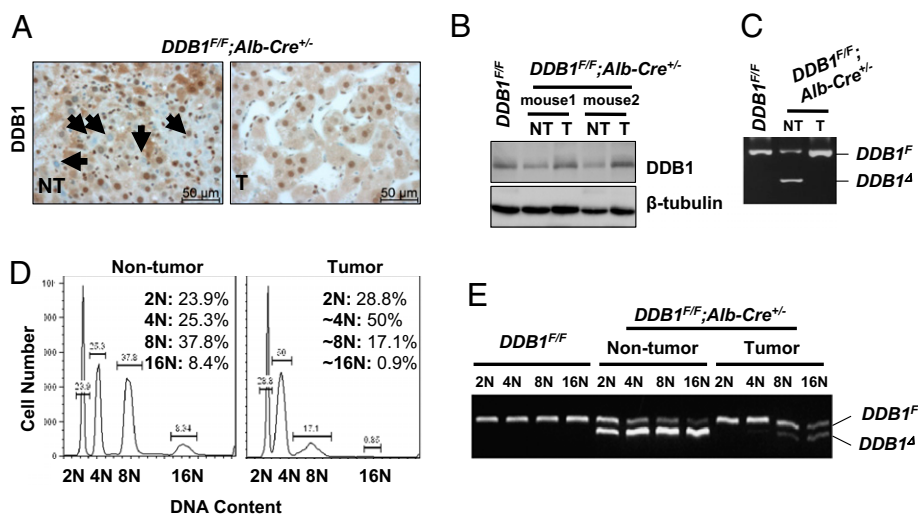 A
DDB1F/F;Alb-Cre+/-
DDB1
NT
50 µm
T
50 µm
B
DDB1F/F
DDB1F/F;Alb-Cre+/-
mouse1 mouse2
NT T NT T
DDB1
β-tubulin
C
DDB1F/F
DDB1F/F;
Alb-Cre+/-
NT T
DDB1F
DDB1Δ
D
Non-tumor
Tumor
Cell Number
2N: 23.9%
4N: 25.3%
8N: 37.8%
16N: 8.4%
23.9
25.3
37.8
8.34
2N 4N 8N 16N
2N: 28.8%
~4N: 50%
~8N: 17.1%
~16N: 0.9%
28.8
50
17.1
0.85
2N 4N 8N 16N
DNA Content
E
DDB1F/F;Alb-Cre+/-
DDB1F/F
Non-tumor
Tumor
2N 4N 8N 16N 2N 4N 8N 16N 2N 4N 8N 16N
DDB1F
DDB1Δ